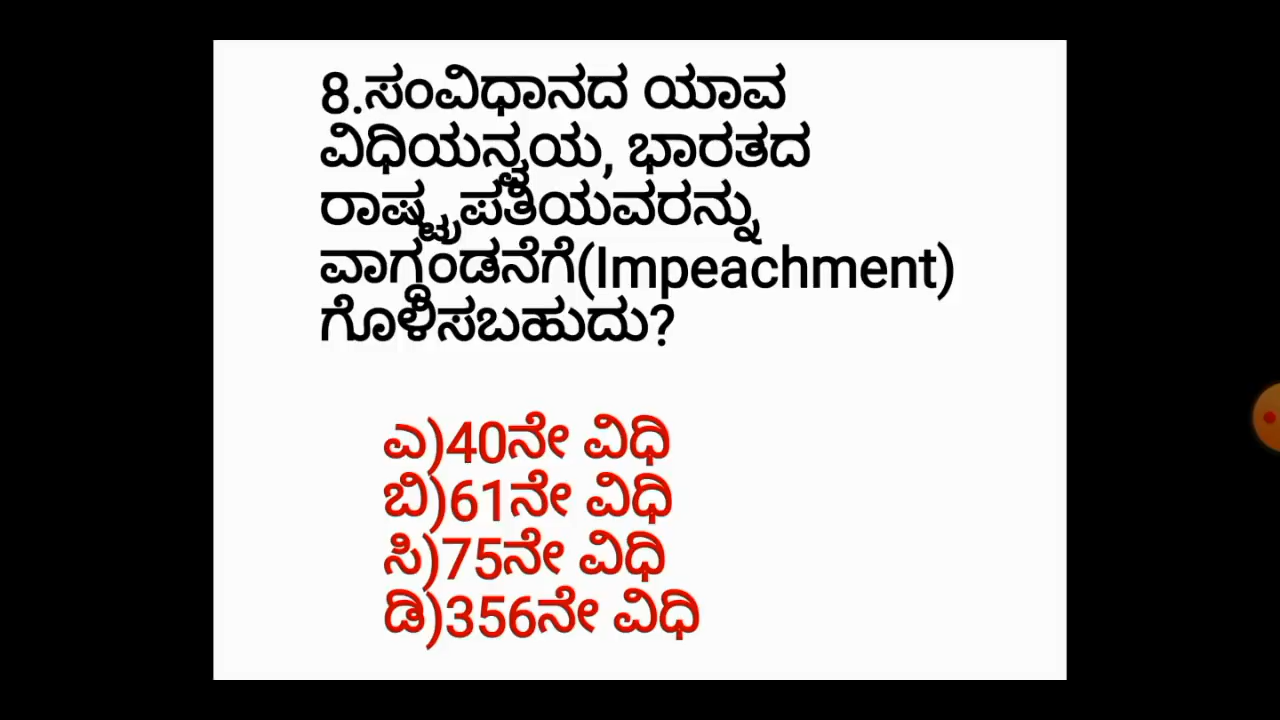 8.ಸಂವಿಧಾನದ ಯಾವ
ವಿಧಿಯನ್ವಯ, ಭಾರತದ
ರಾಷ್ಟ್ರಪತಿಯವರನ್ನು
ವಾಗ್ದಂಡನೆಗೆ(Impeachment)
ಗೊಳಿಸಬಹುದು?
ಎ)40ನೇ ವಿಧಿ
ಬಿ)61ನೇ ವಿಧಿ
ಸಿ)75ನೇ ವಿಧಿ
ಡಿ)356ನೇ ವಿಧಿ